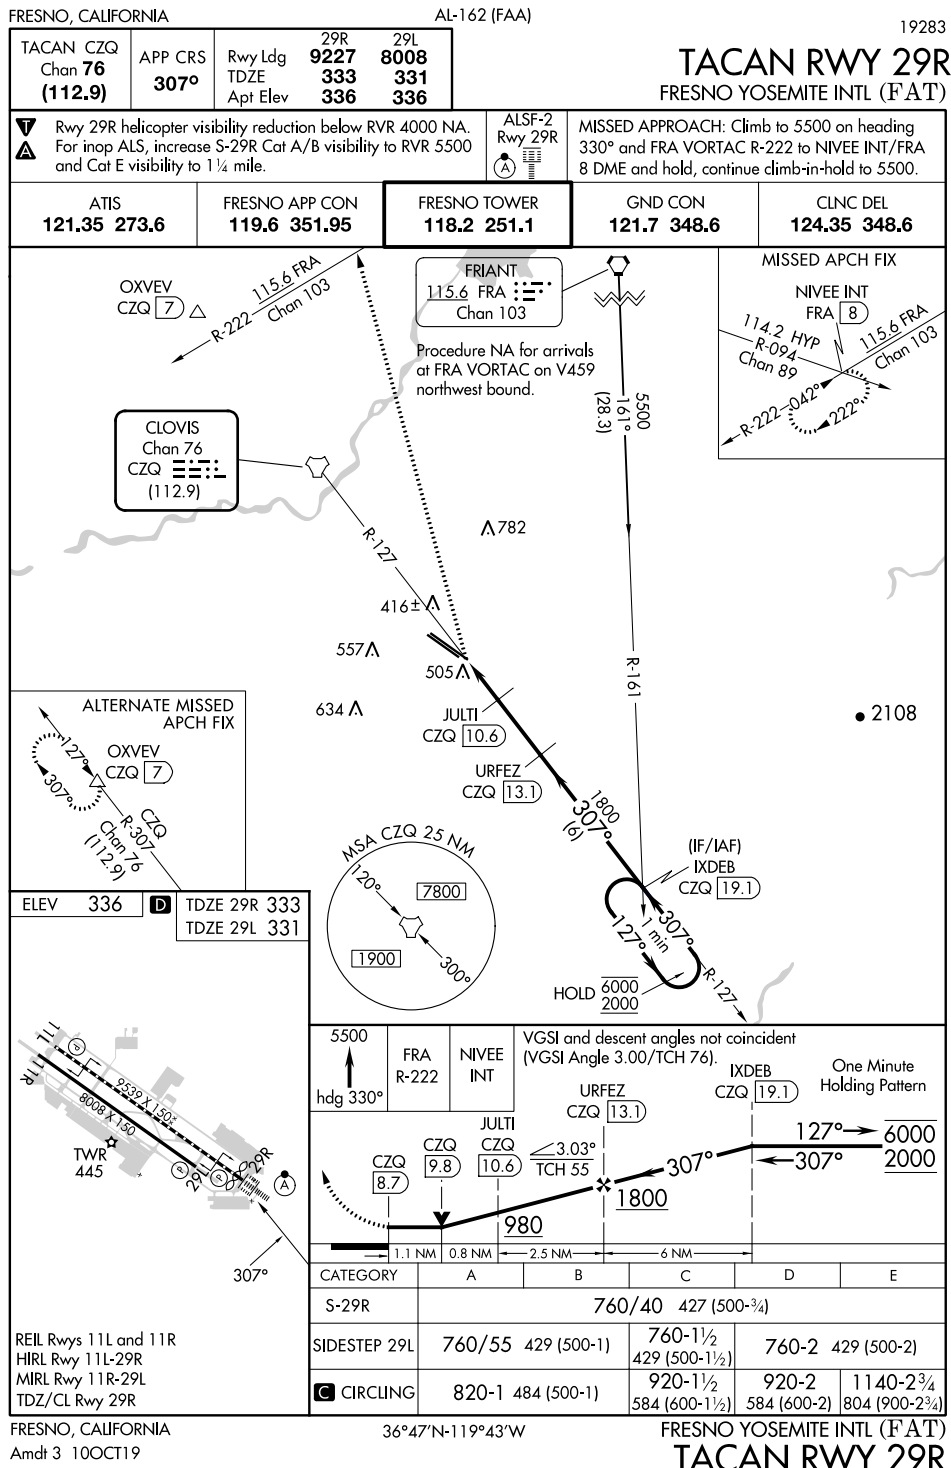 FRESNO, CALIFORNIA
AL-162 (FAA)
19283
TACAN CZQ
Chan 76
(112.9)
APP CRS
307°
29R 29L
Rwy Ldg 9227 8008
TDZE 333 331
Apt Elev 336 336
TACAN RWY 29R
FRESNO YOSEMITE INTL (FAT)
T
A
Rwy 29R helicopter visibility reduction below RVR 4000 NA.
For inop ALS, increase S-29R Cat A/B visibility to RVR 5500
and Cat E visibility to 1¼ mile.
ALSF-2
Rwy 29R
A
MISSED APPROACH: Climb to 5500 on heading
330° and FRA VORTAC R-222 to NIVEE INT/FRA
8 DME and hold, continue climb-in-hold to 5500.
ATIS
121.35 273.6
FRESNO APP CON
119.6 351.95
FRESNO TOWER
118.2 251.1
GND CON
121.7 348.6
CLNC DEL
124.35 348.6
OXVEV
CZQ 7
115.6 FRA
R-222
Chan 103
FRIANT
115.6 FRA
Chan 103
Procedure NA for arrivals
at FRA VORTAC on V459
northwest bound.
5500
161°
(28.3)
MISSED APCH FIX
NIVEE INT
FRA 8
114.2 HYP
R-094
Chan 89
115.6 FRA
Chan 103
R-222
042°
222°
CLOVIS
Chan 76
CZQ
(112.9)
R-127
782
416±
557
505
634
R-161
2108
JULTI
CZQ 10.6
URFEZ
CZQ 13.1
1800
307°
(6)
(IF/IAF)
IXDEB
CZQ 19.1
127°
1 min
307°
R-127
HOLD 6000
2000
ALTERNATE MISSED
APCH FIX
OXVEV
CZQ 7
127°
307°
CZQ
R-307
Chan 76
(112.9)
MSA CZQ 25 NM
120°
7800
1900
300°
ELEV 336
D
TDZE 29R 333
TDZE 29L 331
11L
11R
P
P
P
9539 X 150
8008 X 150
TWR
445
29L
29R
A
307°
REIL Rwys 11L and 11R
HIRL Rwy 11L-29R
MIRL Rwy 11R-29L
TDZ/CL Rwy 29R
5500
hdg 330°
FRA
R-222
NIVEE
INT
VGSI and descent angles not coincident
(VGSI Angle 3.00/TCH 76).
One Minute
Holding Pattern
CZQ
8.7
CZQ
9.8
JULTI
CZQ
10.6
3.03°
TCH 55
URFEZ
CZQ 13.1
IXDEB
CZQ 19.1
127°
307°
307°
6000
2000
1800
980
1.1 NM
0.8 NM
2.5 NM
6 NM
CATEGORY A B C D E
S-29R 760/40 427 (500-¾)
SIDESTEP 29L 760/55 429 (500-1) 760-1½ 429 (500-1½) 760-2 429 (500-2)
C CIRCLING 820-1 484 (500-1) 920-1½ 584 (600-1½) 920-2 584 (600-2) 1140-2¾ 804 (900-2¾)
FRESNO, CALIFORNIA
Amdt 3 10OCT19
36°47'N-119°43'W
FRESNO YOSEMITE INTL (FAT)
TACAN RWY 29R